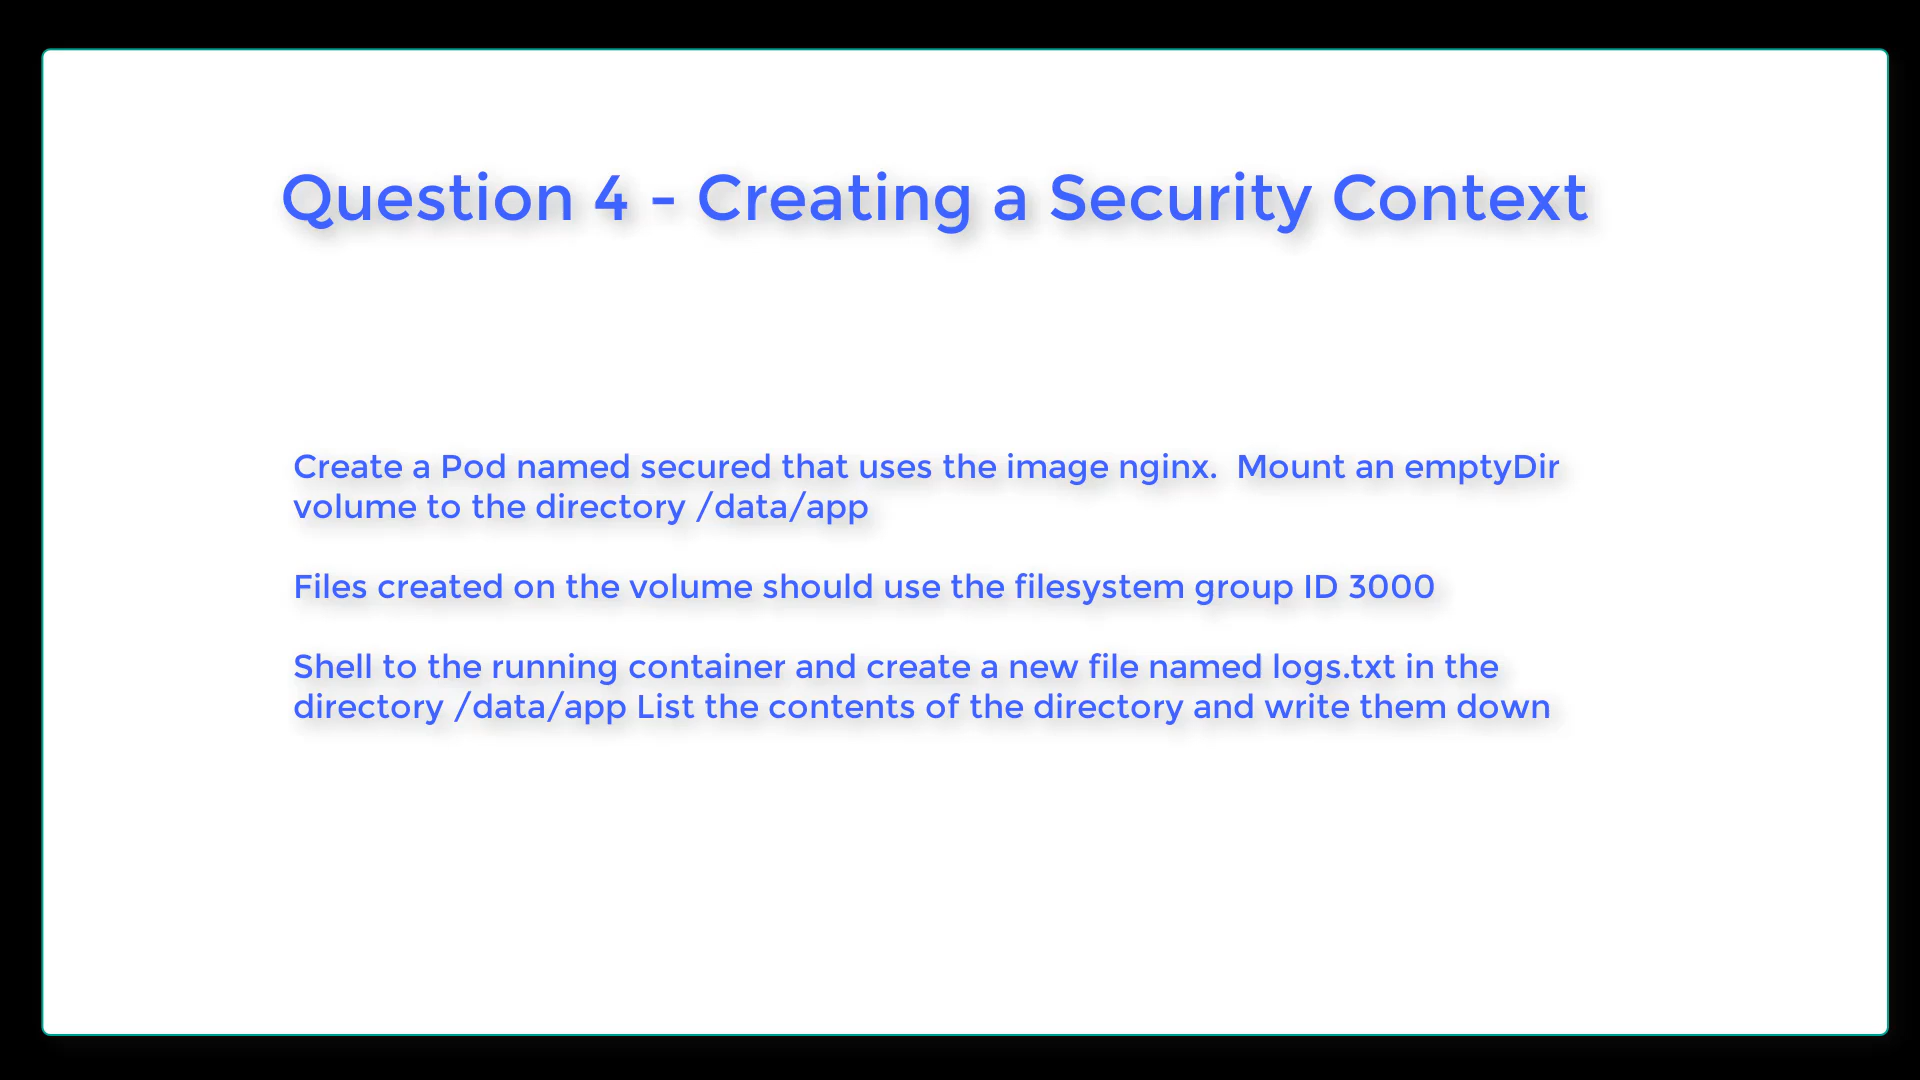 Question 4 - Creating a Security Context
Create a Pod named secured that uses the image nginx.  Mount an emptyDir
volume to the directory /data/app
Files created on the volume should use the filesystem group ID 3000
Shell to the running container and create a new file named logs.txt in the
directory /data/app List the contents of the directory and write them down